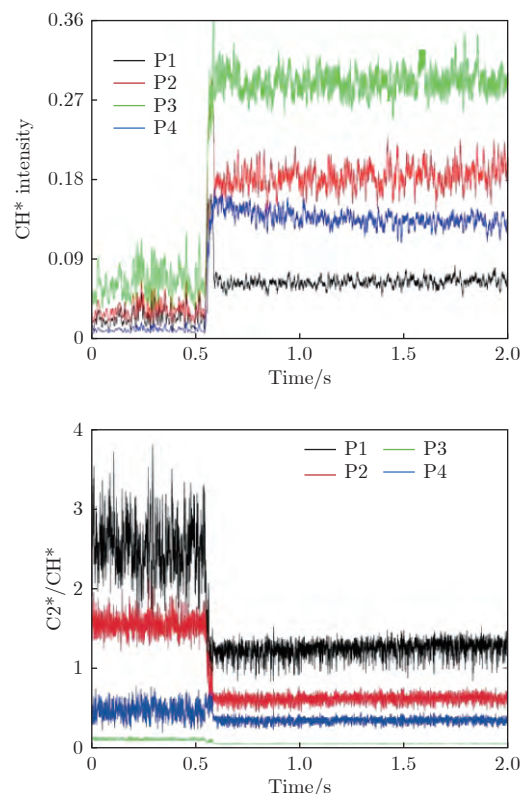 0.36
0.27
0.18
0.09
0
CH* intensity
P1
P2
P3
P4
0 0.5 1.0 1.5 2.0
Time/s
4
3
2
1
0
C2*/CH*
P1 P3
P2 P4
0 0.5 1.0 1.5 2.0
Time/s